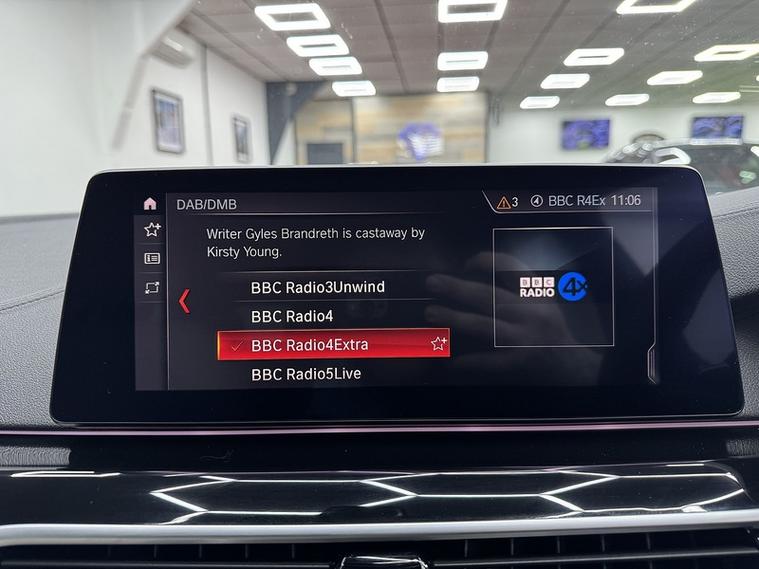 DAB/DMB
3 BBC R4Ex 11:06
Writer Gyles Brandreth is castaway by
Kirsty Young.
BBC Radio3Unwind
BBC Radio4
BBC Radio4Extra
BBC Radio5Live
BBC
RADIO 4x